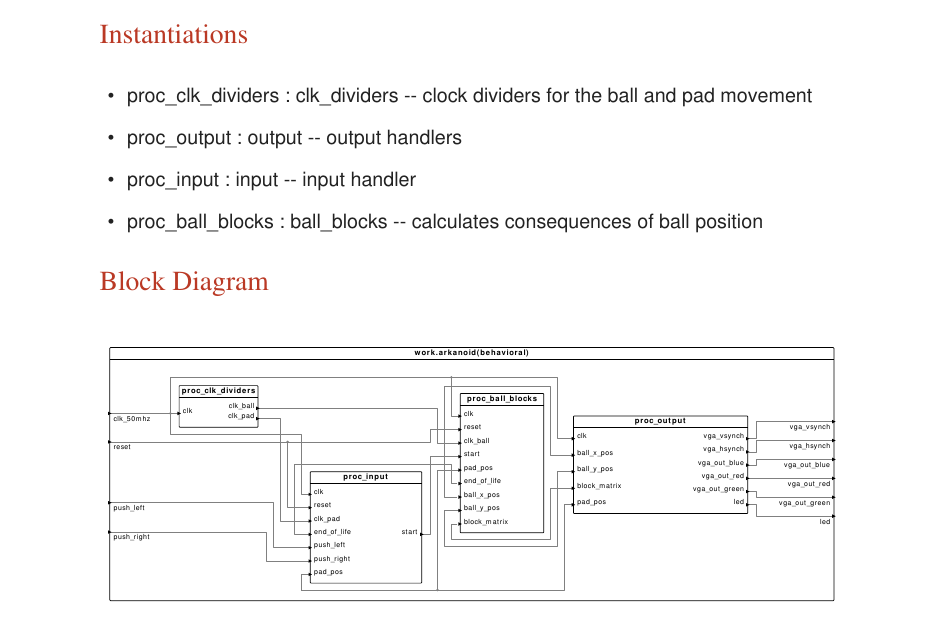 Instantiations
• proc_clk_dividers : clk_dividers -- clock dividers for the ball and pad movement
• proc_output : output -- output handlers
• proc_input : input -- input handler
• proc_ball_blocks : ball_blocks -- calculates consequences of ball position
Block Diagram
work.arkanoid(behavioral)
clk_50mhz
reset
push_left
push_right
proc_clk_dividers
clk
clk_ball
clk_pad
proc_input
clk
reset
clk_pad
end_of_life
start
push_left
push_right
pad_pos
proc_ball_blocks
clk
reset
clk_ball
start
pad_pos
end_of_life
ball_x_pos
ball_y_pos
block_matrix
proc_output
clk
ball_x_pos
ball_y_pos
block_matrix
pad_pos
vga_vsynch
vga_hsynch
vga_out_blue
vga_out_red
vga_out_green
led
vga_vsynch
vga_hsynch
vga_out_blue
vga_out_red
vga_out_green
led